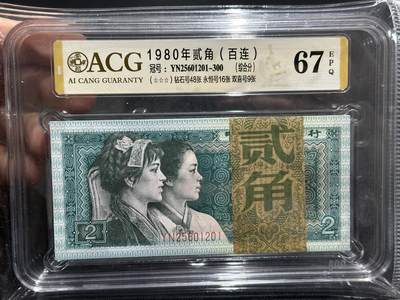 ACG
AI CANG GUARANTY
1980年贰角（百连）
冠号：YN25601201-300 （综合分）
(☆☆☆) 钻石号48张 永恒号16张 双喜号9张
67 EPQ
行
贰角
2
YN25601201
2